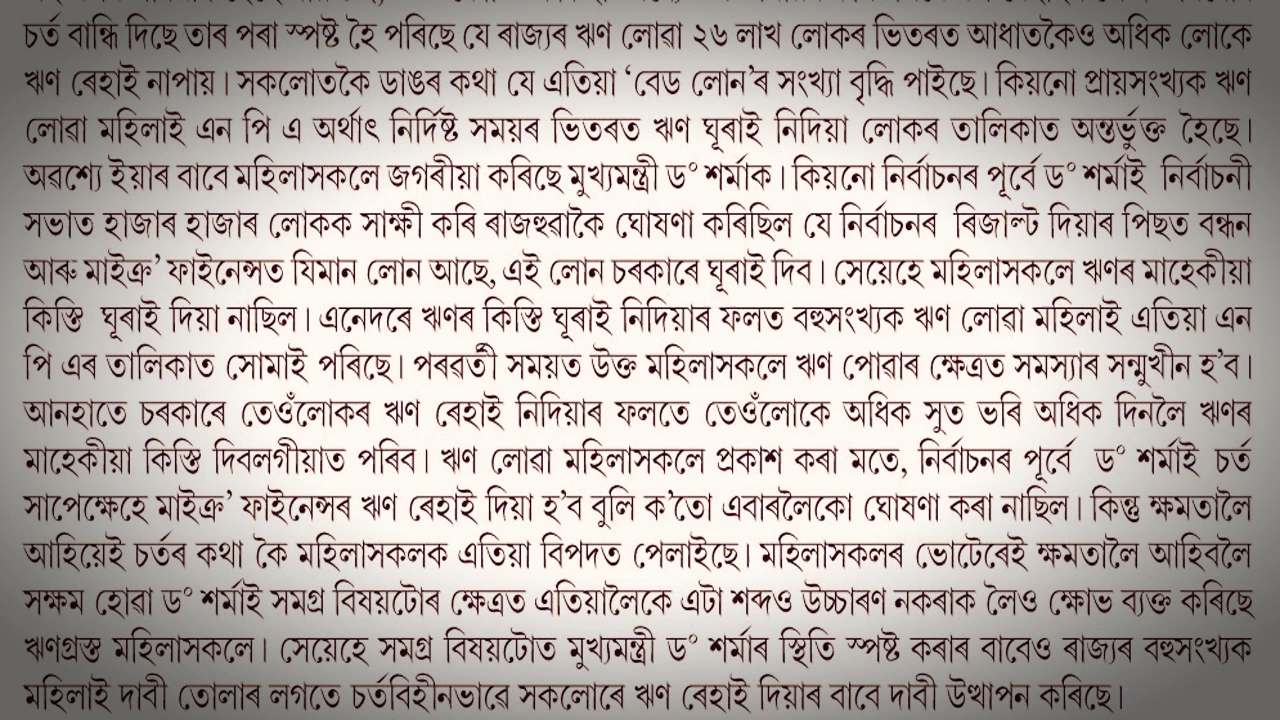 চৰ্ত বান্ধি দিছে তাৰ পৰা স্পষ্ট হৈ পৰিছে যে ৰাজ্যৰ ঋণ লোৱা ২৬ লাখ লোকৰ ভিতৰত আধাতকৈও অধিক লোকে
ঋণ ৰেহাই নাপায়। সকলোতকৈ ডাঙৰ কথা যে এতিয়া ‘বেড লোন’ৰ সংখ্যা বৃদ্ধি পাইছে। কিয়নো প্ৰায়সংখ্যক ঋণ
লোৱা মহিলাই এন পি এ অৰ্থাৎ নিৰ্দিষ্ট সময়ৰ ভিতৰত ঋণ ঘূৰাই নিদিয়া লোকৰ তালিকাত অন্তৰ্ভুক্ত হৈছে।
অৱশ্যে ইয়াৰ বাবে মহিলাসকলে জগৰীয়া কৰিছে মুখ্যমন্ত্ৰী ড° শৰ্মাক। কিয়নো নিৰ্বাচনৰ পূৰ্বে ড° শৰ্মাই নিৰ্বাচনী
সভাত হাজাৰ হাজাৰ লোকক সাক্ষী কৰি ৰাজহুৱাকৈ ঘোষণা কৰিছিল যে নিৰ্বাচনৰ ৰিজাল্ট দিয়াৰ পিছত বন্ধন
আৰু মাইক্ৰ’ ফাইনেন্সত যিমান লোন আছে, এই লোন চৰকাৰে ঘূৰাই দিব। সেয়েহে মহিলাসকলে ঋণৰ মাহেকীয়া
কিস্তি ঘূৰাই দিয়া নাছিল। এনেদৰে ঋণৰ কিস্তি ঘূৰাই নিদিয়াৰ ফলত বহুসংখ্যক ঋণ লোৱা মহিলাই এতিয়া এন
পি এৰ তালিকাত সোমাই পৰিছে। পৰৱৰ্তী সময়ত উক্ত মহিলাসকলে ঋণ পোৱাৰ ক্ষেত্ৰত সমস্যাৰ সন্মুখীন হ’ব।
আনহাতে চৰকাৰে তেওঁলোকৰ ঋণ ৰেহাই নিদিয়াৰ ফলতে তেওঁলোকে অধিক সুত ভৰি অধিক দিনলৈ ঋণৰ
মাহেকীয়া কিস্তি দিবলগীয়াত পৰিব। ঋণ লোৱা মহিলাসকলে প্ৰকাশ কৰা মতে, নিৰ্বাচনৰ পূৰ্বে ড° শৰ্মাই চৰ্ত
সাপেক্ষেহে মাইক্ৰ’ ফাইনেন্সৰ ঋণ ৰেহাই দিয়া হ’ব বুলি ক’তো এবাৰলৈকো ঘোষণা কৰা নাছিল। কিন্তু ক্ষমতালৈ
আহিয়েই চৰ্তৰ কথা কৈ মহিলাসকলক এতিয়া বিপদত পেলাইছে। মহিলাসকলৰ ভোটেৰেই ক্ষমতালৈ আহিবলৈ
সক্ষম হোৱা ড° শৰ্মাই সমগ্ৰ বিষয়টোৰ ক্ষেত্ৰত এতিয়ালৈকে এটা শব্দও উচ্চাৰণ নকৰাক লৈও ক্ষোভ ব্যক্ত কৰিছে
ঋণগ্ৰস্ত মহিলাসকলে। সেয়েহে সমগ্ৰ বিষয়টোত মুখ্যমন্ত্ৰী ড° শৰ্মাৰ স্থিতি স্পষ্ট কৰাৰ বাবেও ৰাজ্যৰ বহুসংখ্যক
মহিলাই দাবী তোলাৰ লগতে চৰ্তবিহীনভাৱে সকলোৰে ঋণ ৰেহাই দিয়াৰ বাবে দাবী উত্থাপন কৰিছে।